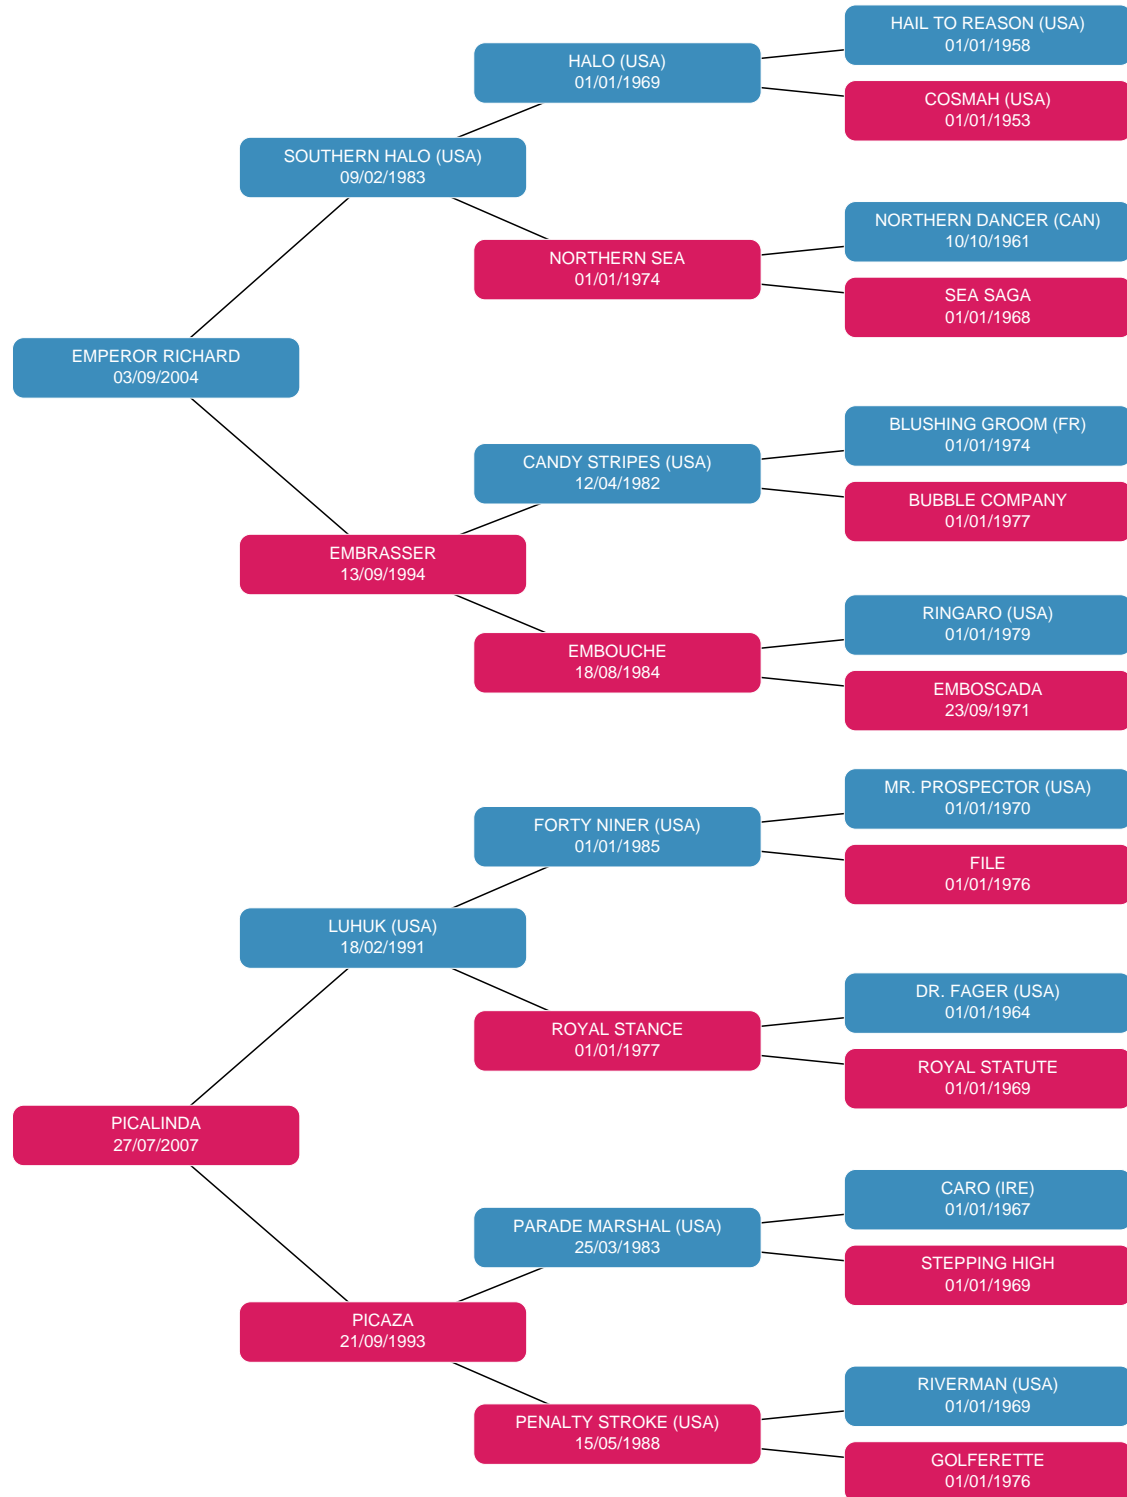 HAIL TO REASON (USA)
01/01/1958
HALO (USA)
01/01/1969
COSMAH (USA)
01/01/1953
SOUTHERN HALO (USA)
09/02/1983
NORTHERN DANCER (CAN)
10/10/1961
NORTHERN SEA
01/01/1974
SEA SAGA
01/01/1968
EMPEROR RICHARD
03/09/2004
BLUSHING GROOM (FR)
01/01/1974
CANDY STRIPES (USA)
12/04/1982
BUBBLE COMPANY
01/01/1977
EMBRASSER
13/09/1994
RINGARO (USA)
01/01/1979
EMBOUCHE
18/08/1984
EMBOSCADA
23/09/1971
MR. PROSPECTOR (USA)
01/01/1970
FORTY NINER (USA)
01/01/1985
FILE
01/01/1976
LUHUK (USA)
18/02/1991
DR. FAGER (USA)
01/01/1964
ROYAL STANCE
01/01/1977
ROYAL STATUTE
01/01/1969
PICALINDA
27/07/2007
CARO (IRE)
01/01/1967
PARADE MARSHAL (USA)
25/03/1983
STEPPING HIGH
01/01/1969
PICAZA
21/09/1993
RIVERMAN (USA)
01/01/1969
PENALTY STROKE (USA)
15/05/1988
GOLFERETTE
01/01/1976